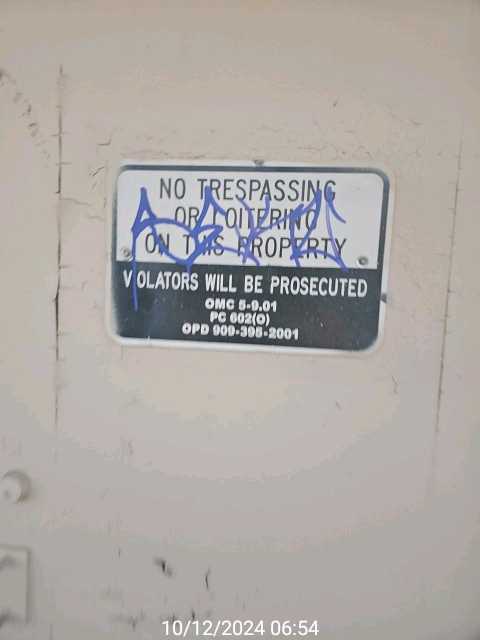 NO TRESPASSING
OR LOITERING
ON THIS PROPERTY
VIOLATORS WILL BE PROSECUTED
OMC 5-9.01
PC 602(O)
OPD 909-395-2001
10/12/2024 06:54